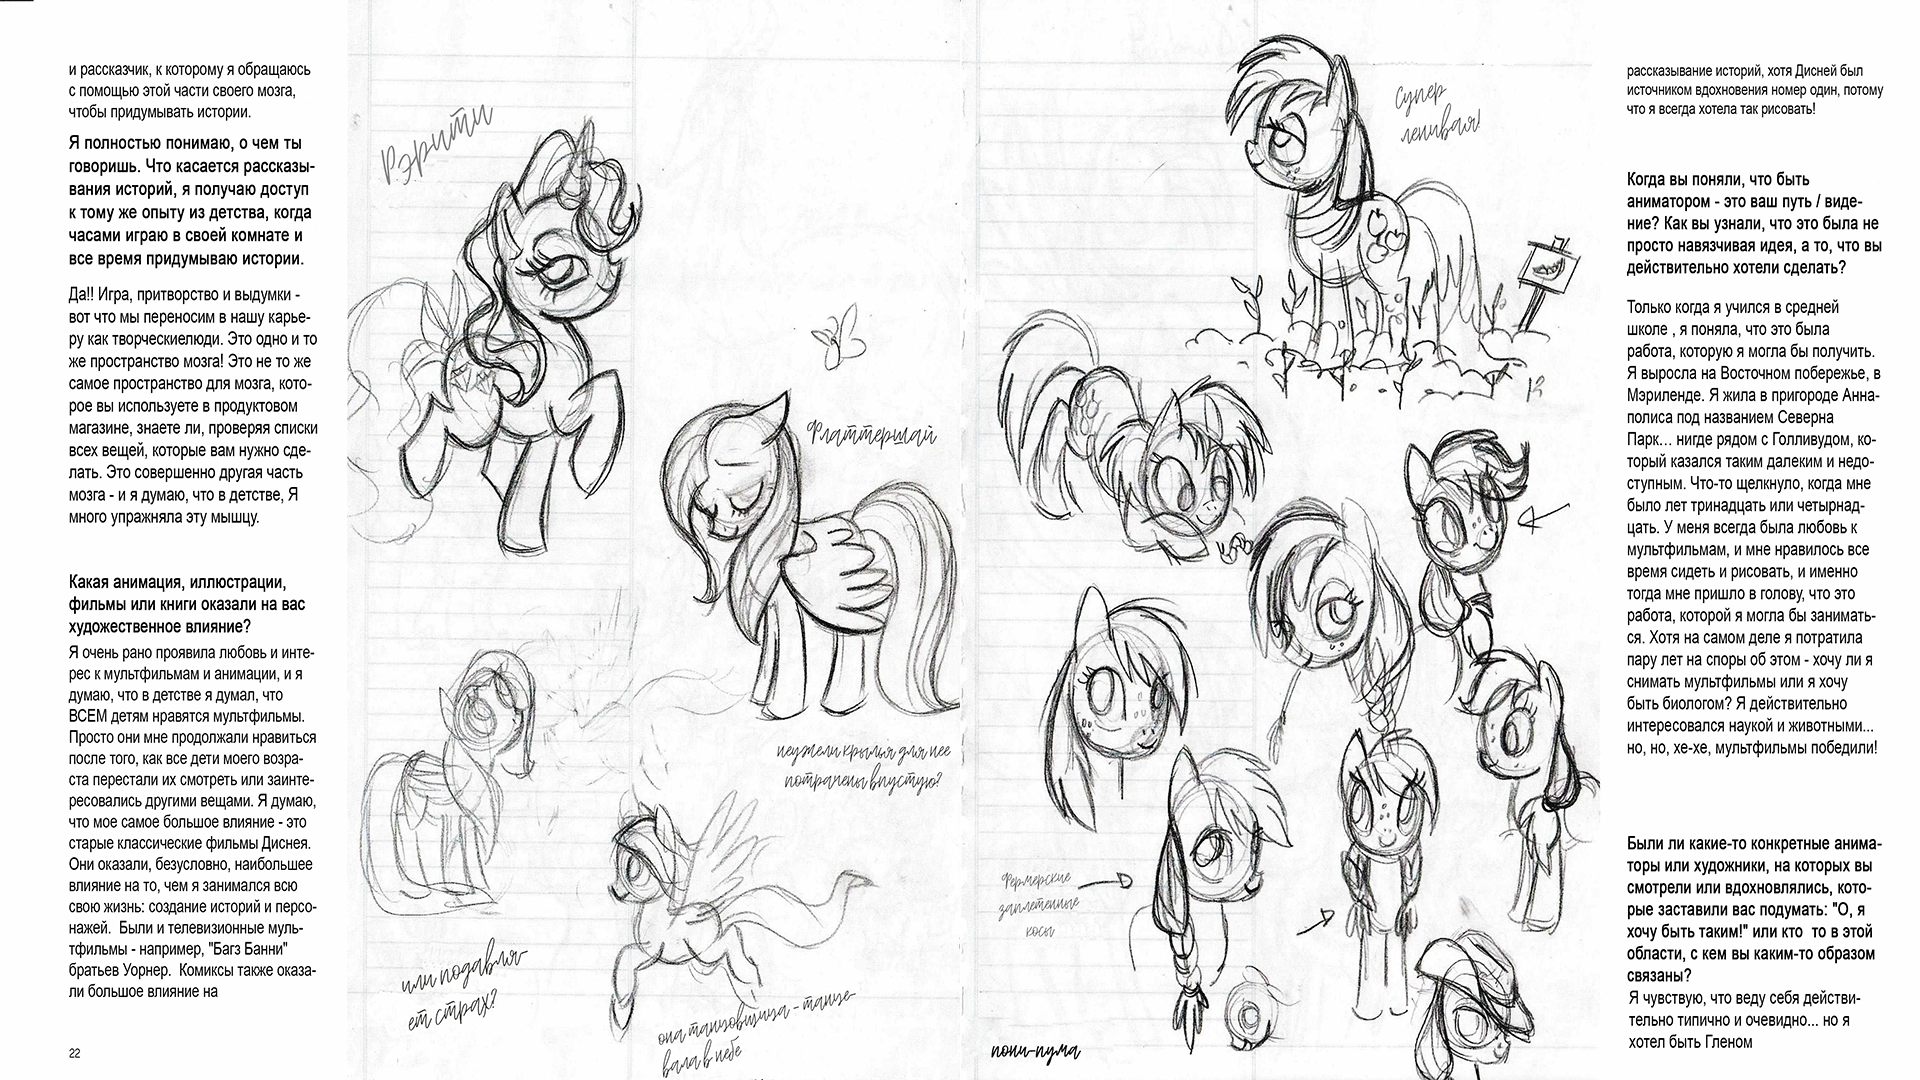 и рассказчик, к которому я обращаюсь
с помощью этой части своего мозга,
чтобы придумывать истории.
Я полностью понимаю, о чем ты
говоришь. Что касается рассказы-
вания историй, я получаю доступ
к тому же опыту из детства, когда
часами играю в своей комнате и
все время придумываю истории.
Да!! Игра, притворство и выдумки -
вот что мы переносим в нашу карье-
ру как творческиелюди. Это одно и то
же пространство мозга! Это не то же
самое пространство для мозга, кото-
рое вы используете в продуктовом
магазине, знаете ли, проверяя списки
всех вещей, которые вам нужно сде-
лать. Это совершенно другая часть
мозга - и я думаю, что в детстве, Я
много упражняла эту мышцу.
Какая анимация, иллюстрации,
фильмы или книги оказали на вас
художественное влияние?
Я очень рано проявила любовь и инте-
рес к мультфильмам и анимации, и я
думаю, что в детстве я думал, что
ВСЕМ детям нравятся мультфильмы.
Просто они мне продолжали нравиться
после того, как все дети моего возра-
ста перестали их смотреть или заинте-
ресовались другими вещами. Я думаю,
что мое самое большое влияние - это
старые классические фильмы Диснея.
Они оказали, безусловно, наибольшее
влияние на то, чем я занимался всю
свою жизнь: создание историй и персо-
нажей. Были и телевизионные муль-
тфильмы - например, "Багз Банни"
братьев Уорнер. Комиксы также оказа-
ли большое влияние на
22
Рэрити
Флаттершай
неужели крылья для нее
потрачены впустую?
или подавля-
ет страх?
она танцовщица - танце-
вала в небе
Супер
ленивая!
Фермерские
заплетенные
косы
пони-пума
рассказывание историй, хотя Дисней был
источником вдохновения номер один, потому
что я всегда хотела так рисовать!
Когда вы поняли, что быть
аниматором - это ваш путь / виде-
ние? Как вы узнали, что это была не
просто навязчивая идея, а то, что вы
действительно хотели сделать?
Только когда я учился в средней
школе , я поняла, что это была
работа, которую я могла бы получить.
Я выросла на Восточном побережье, в
Мэриленде. Я жила в пригороде Анна-
полиса под названием Северна
Парк... нигде рядом с Голливудом, ко-
торый казался таким далеким и недо-
ступным. Что-то щелкнуло, когда мне
было лет тринадцать или четырнад-
цать. У меня всегда была любовь к
мультфильмам, и мне нравилось все
время сидеть и рисовать, и именно
тогда мне пришло в голову, что это
работа, которой я могла бы занимать-
ся. Хотя на самом деле я потратила
пару лет на споры об этом - хочу ли я
снимать мультфильмы или я хочу
быть биологом? Я действительно
интересовался наукой и животными...
но, но, хе-хе, мультфильмы победили!
Были ли какие-то конкретные анима-
торы или художники, на которых вы
смотрели или вдохновлялись, кото-
рые заставили вас подумать: "О, я
хочу быть таким!" или кто то в этой
области, с кем вы каким-то образом
связаны?
Я чувствую, что веду себя действи-
тельно типично и очевидно... но я
хотел быть Гленом